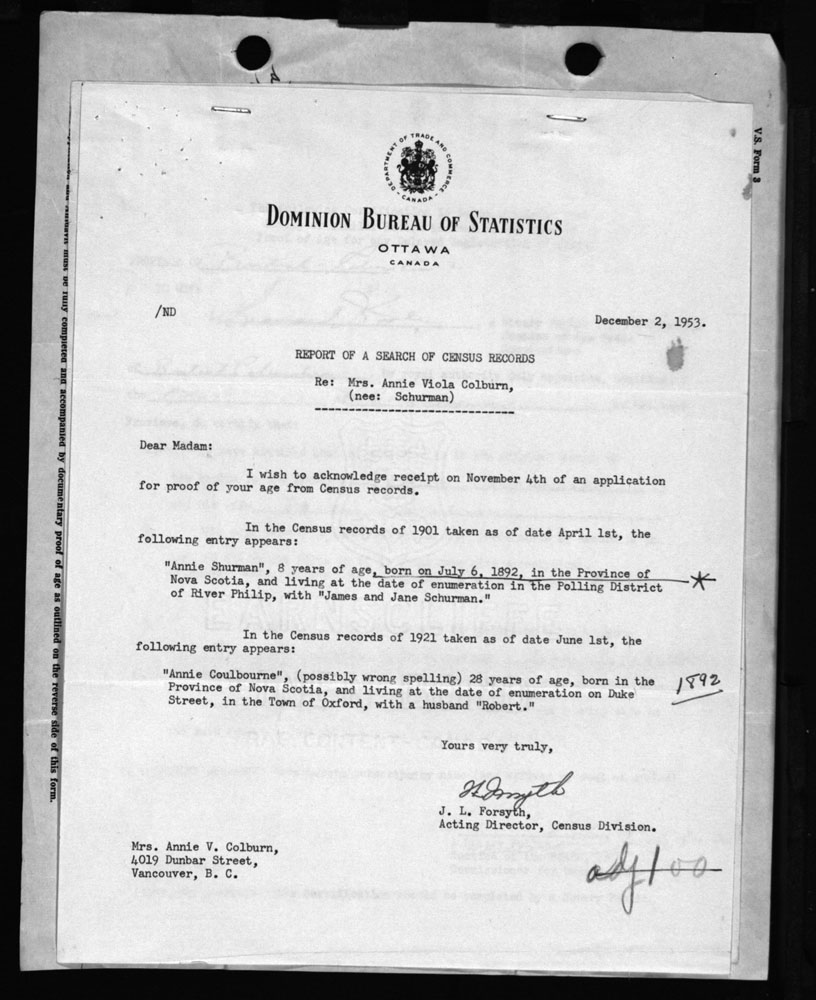 V.S. Form 3
DEPARTMENT OF TRADE AND COMMERCE
CANADA
DOMINION BUREAU OF STATISTICS
OTTAWA
CANADA
/ND
December 2, 1953.
REPORT OF A SEARCH OF CENSUS RECORDS
Re: Mrs. Annie Viola Colburn,
(nee: Schurman)
Dear Madam:
I wish to acknowledge receipt on November 4th of an application
for proof of your age from Census records.
In the Census records of 1901 taken as of date April 1st, the
following entry appears:
"Annie Shurman", 8 years of age, born on July 6, 1892, in the Province of
Nova Scotia, and living at the date of enumeration in the Polling District
of River Philip, with "James and Jane Schurman."
In the Census records of 1921 taken as of date June 1st, the
following entry appears:
"Annie Coulbourne", (possibly wrong spelling) 28 years of age, born in the
Province of Nova Scotia, and living at the date of enumeration on Duke
Street, in the Town of Oxford, with a husband "Robert."
1892
Yours very truly,
J. L. Forsyth,
Acting Director, Census Division.
Mrs. Annie V. Colburn,
4019 Dunbar Street,
Vancouver, B. C.
must be fully completed and accompanied by documentary proof of age as outlined on the reverse side of this form.